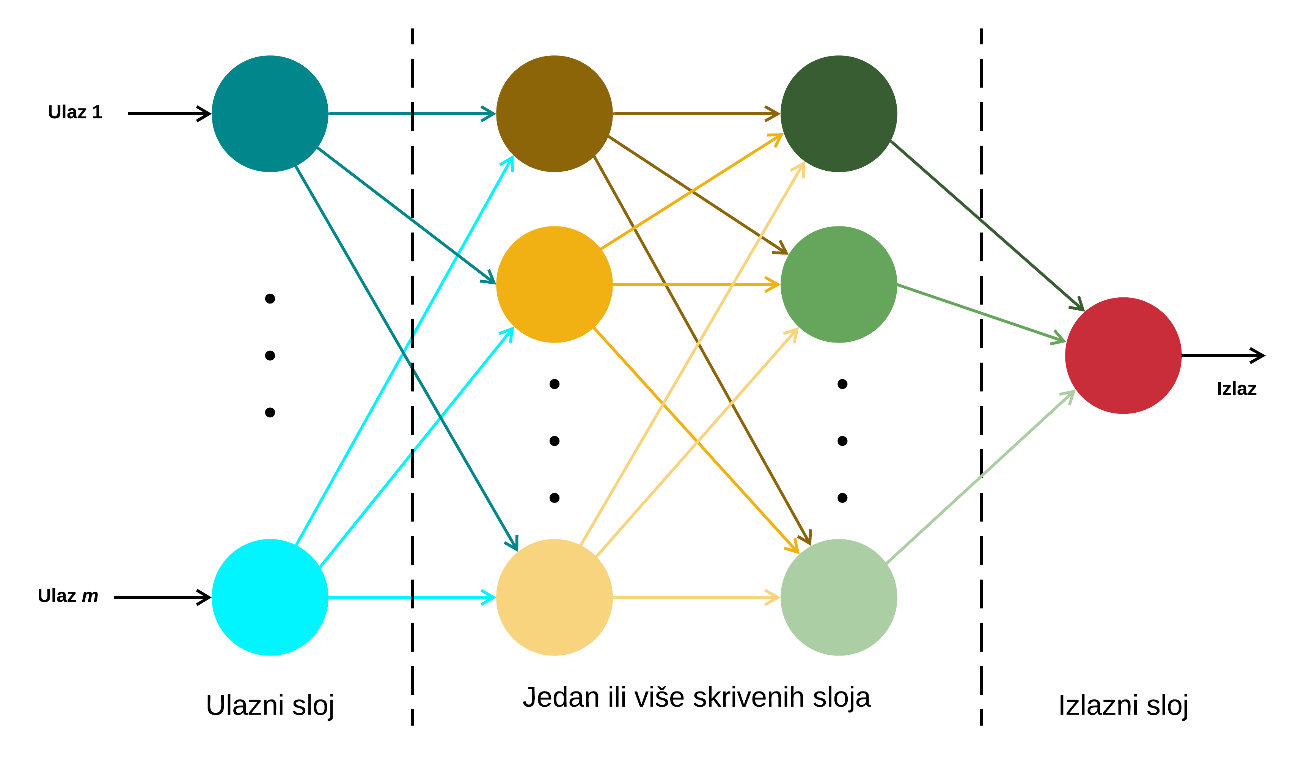 Ulaz 1
Izlaz
Ulaz m
Ulazni sloj
Jedan ili više skrivenih sloja
Izlazni sloj